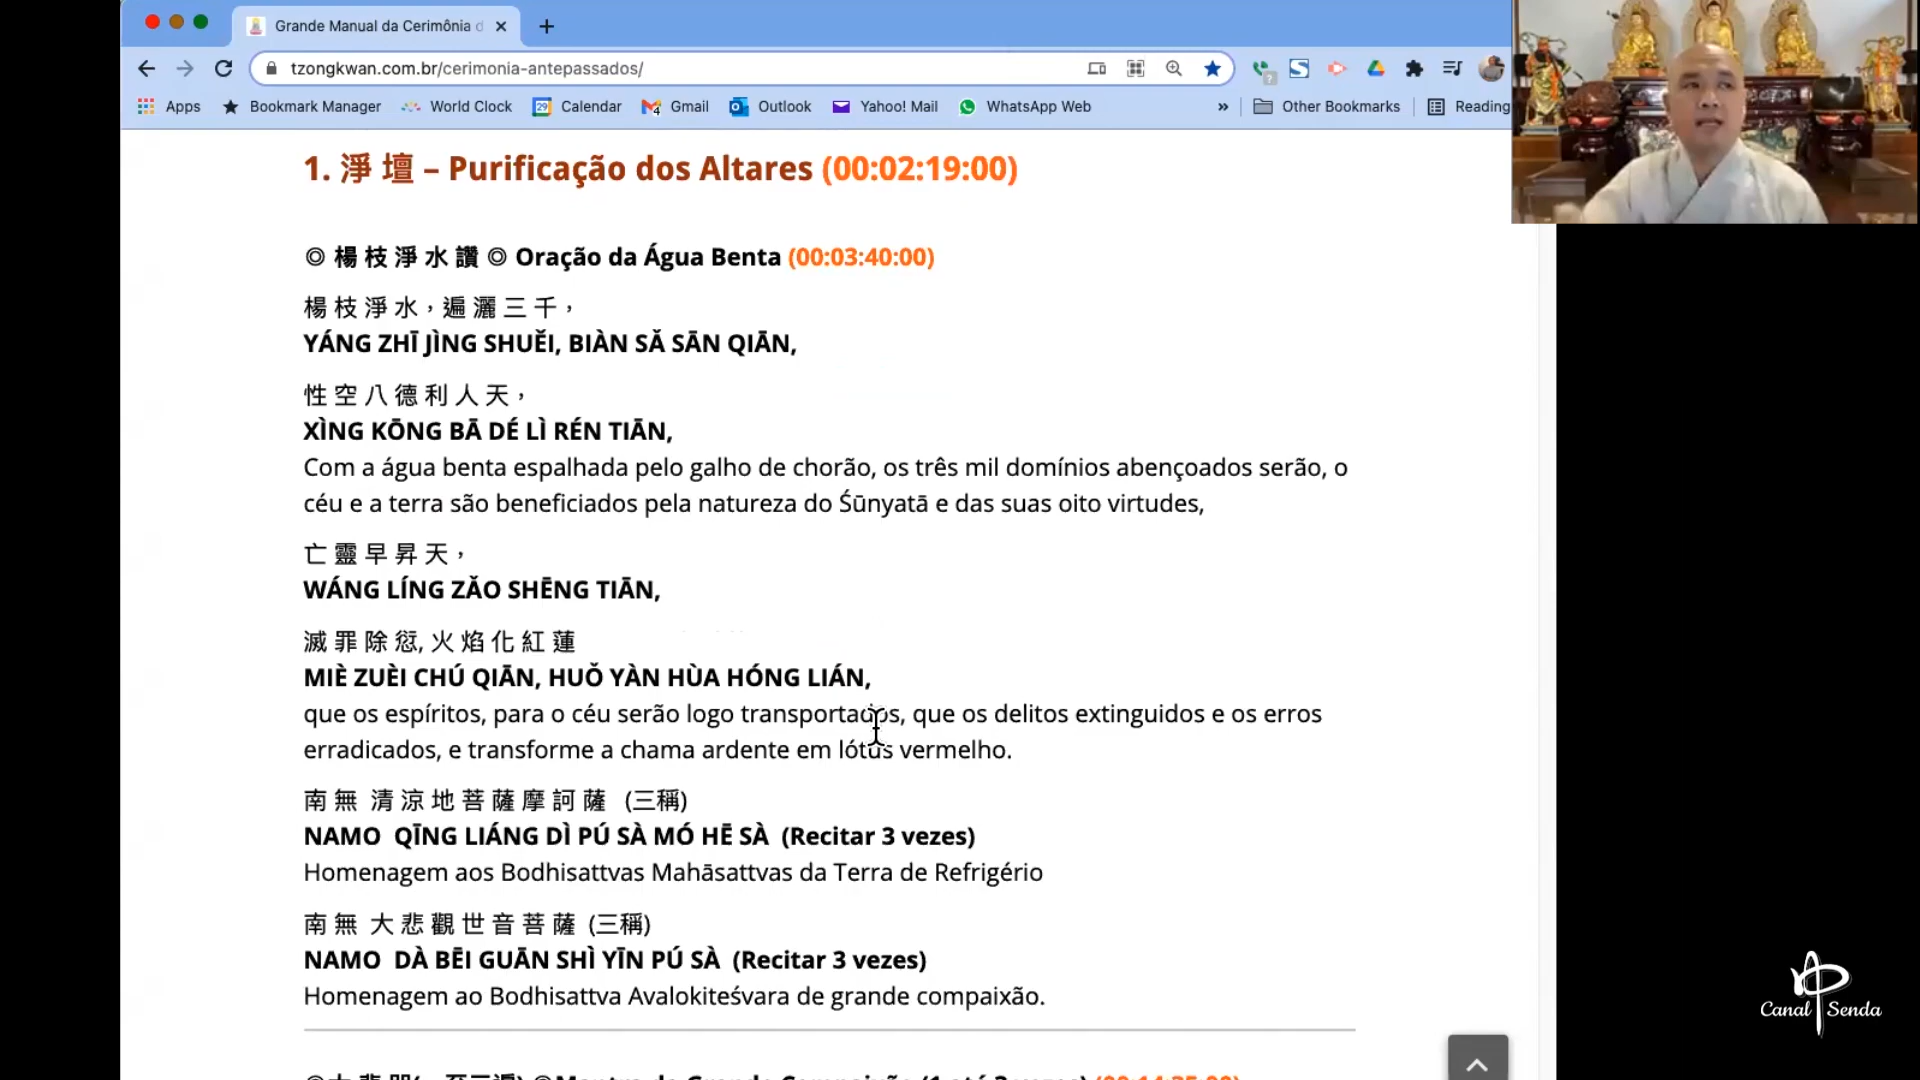 Grande Manual da Cerimônia d
tzongkwan.com.br/cerimonia-antepassados/
Apps Bookmark Manager World Clock 29 Calendar 4 Gmail Outlook Yahoo! Mail WhatsApp Web » Other Bookmarks Reading
1. 淨 壇 – Purificação dos Altares (00:02:19:00)
◎ 楊 枝 淨 水 讚 ◎ Oração da Água Benta (00:03:40:00)
楊 枝 淨 水，遍 灑 三 千，
YÁNG ZHĪ JÌNG SHUĚI, BIÀN SǍ SĀN QIĀN,
性 空 八 德 利 人 天，
XÌNG KŌNG BĀ DÉ LÌ RÉN TIĀN,
Com a água benta espalhada pelo galho de chorão, os três mil domínios abençoados serão, o
céu e a terra são beneficiados pela natureza do Śūnyatā e das suas oito virtudes,
亡 靈 早 昇 天，
WÁNG LÍNG ZǍO SHĒNG TIĀN,
滅 罪 除 愆, 火 焰 化 紅 蓮
MIÈ ZUÈI CHÚ QIĀN, HUǑ YÀN HÙA HÓNG LIÁN,
que os espíritos, para o céu serão logo transportados, que os delitos extinguidos e os erros
erradicados, e transforme a chama ardente em lótus vermelho.
南 無 清 涼 地 菩 薩 摩 訶 薩 (三稱)
NAMO QĪNG LIÁNG DÌ PÚ SÀ MÓ HĒ SÀ (Recitar 3 vezes)
Homenagem aos Bodhisattvas Mahāsattvas da Terra de Refrigério
南 無 大 悲 觀 世 音 菩 薩 (三稱)
NAMO DÀ BĒI GUĀN SHÌ YĪN PÚ SÀ (Recitar 3 vezes)
Homenagem ao Bodhisattva Avalokiteśvara de grande compaixão.
Canal Senda